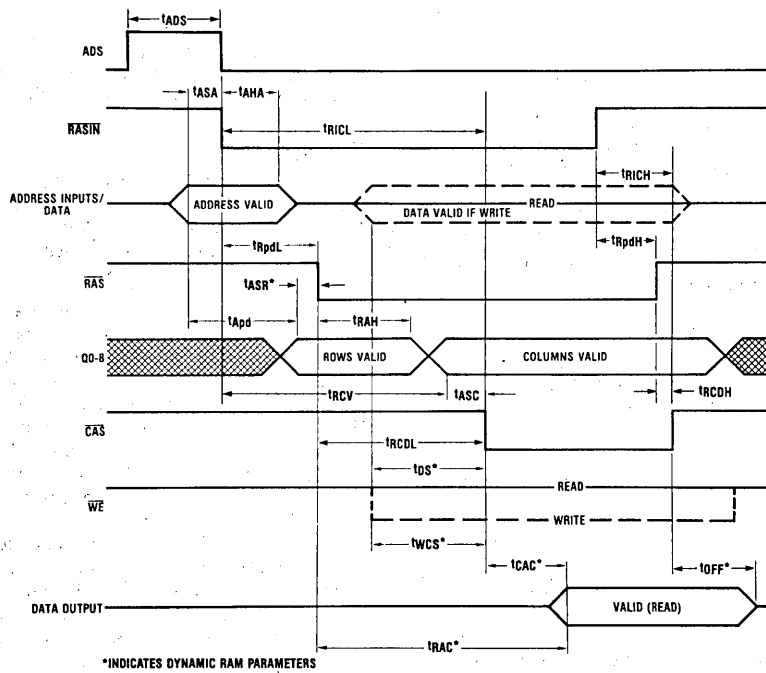 tADS
ADS
tASA
tAHA
RASIN
tRICL
tRICH
ADDRESS INPUTS/
DATA
ADDRESS VALID
READ
DATA VALID IF WRITE
tRpdL
tRpdH
RAS
tASR*
tApd
tRAH
Q0-8
ROWS VALID
COLUMNS VALID
tRCV
tASC
tRCDH
CAS
tRCDL
tDS*
READ
WE
WRITE
tWCS*
tCAC*
tOFF*
DATA OUTPUT
VALID (READ)
tRAC*
*INDICATES DYNAMIC RAM PARAMETERS